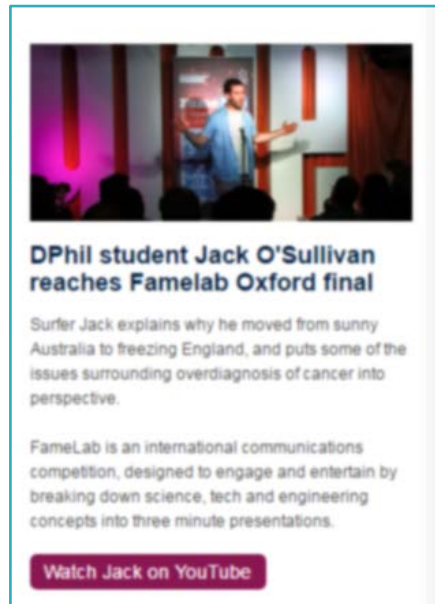 DPhil student Jack O'Sullivan
reaches Famelab Oxford final
Surfer Jack explains why he moved from sunny
Australia to freezing England, and puts some of the
issues surrounding overdiagnosis of cancer into
perspective.
FameLab is an international communications
competition, designed to engage and entertain by
breaking down science, tech and engineering
concepts into three minute presentations.
Watch Jack on YouTube